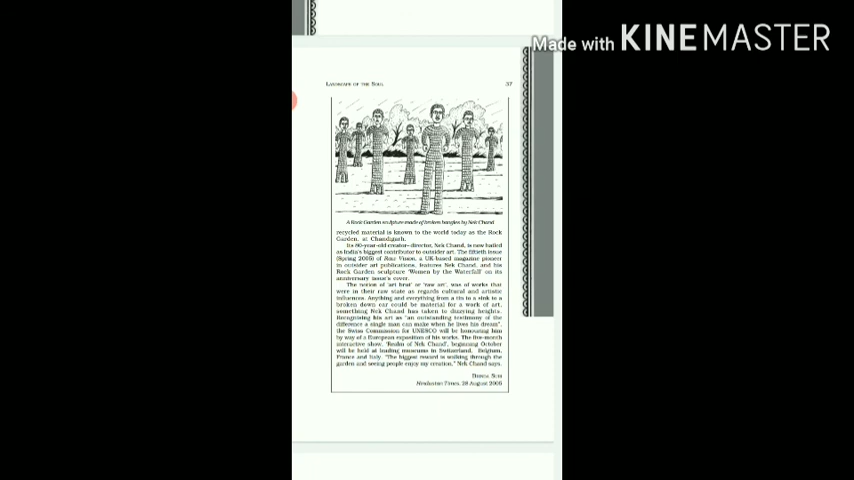 Made with KINEMASTER
LANDSCAPE OF THE SOUL 37
A Rock Garden sculpture made of broken bangles by Nek Chand
recycled material is known to the world today as the Rock
Garden, at Chandigarh.
Its 80-year-old creator–director, Nek Chand, is now hailed
as India's biggest contributor to outsider art. The fiftieth issue
(Spring 2005) of Raw Vision, a UK-based magazine pioneer
in outsider art publications, features Nek Chand, and his
Rock Garden sculpture 'Women by the Waterfall' on its
anniversary issue's cover.
The notion of 'art brut' or 'raw art', was of works that
were in their raw state as regards cultural and artistic
influences. Anything and everything from a tin to a sink to a
broken down car could be material for a work of art,
something Nek Chand has taken to dizzying heights.
Recognising his art as "an outstanding testimony of the
difference a single man can make when he lives his dream",
the Swiss Commission for UNESCO will be honouring him
by way of a European exposition of his works. The five-month
interactive show, 'Realm of Nek Chand', beginning October
will be held at leading museums in Switzerland, Belgium,
France and Italy. "The biggest reward is walking through the
garden and seeing people enjoy my creation," Nek Chand says.
Hindustan Times, 28 August 2005